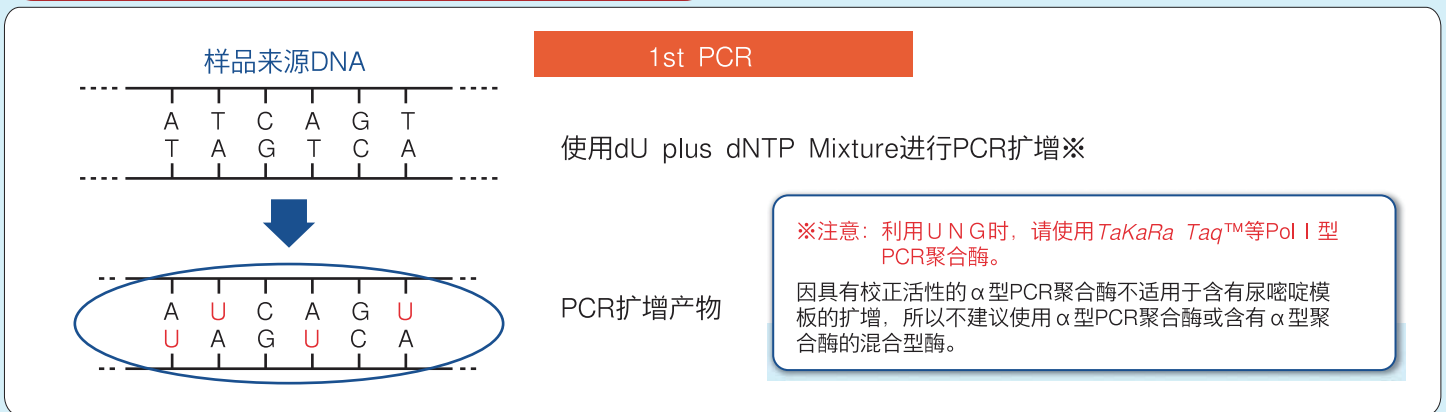 样品来源DNA
1st PCR
A T C A G T
T A G T C A
使用dU plus dNTP Mixture进行PCR扩增※
※注意：利用UNG时，请使用TaKaRa Taq™等Pol I 型
PCR聚合酶。
因具有校正活性的α型PCR聚合酶不适用于含有尿嘧啶模
板的扩增，所以不建议使用α型PCR聚合酶或含有α型聚
合酶的混合型酶。
A U C A G U
U A G U C A
PCR扩增产物